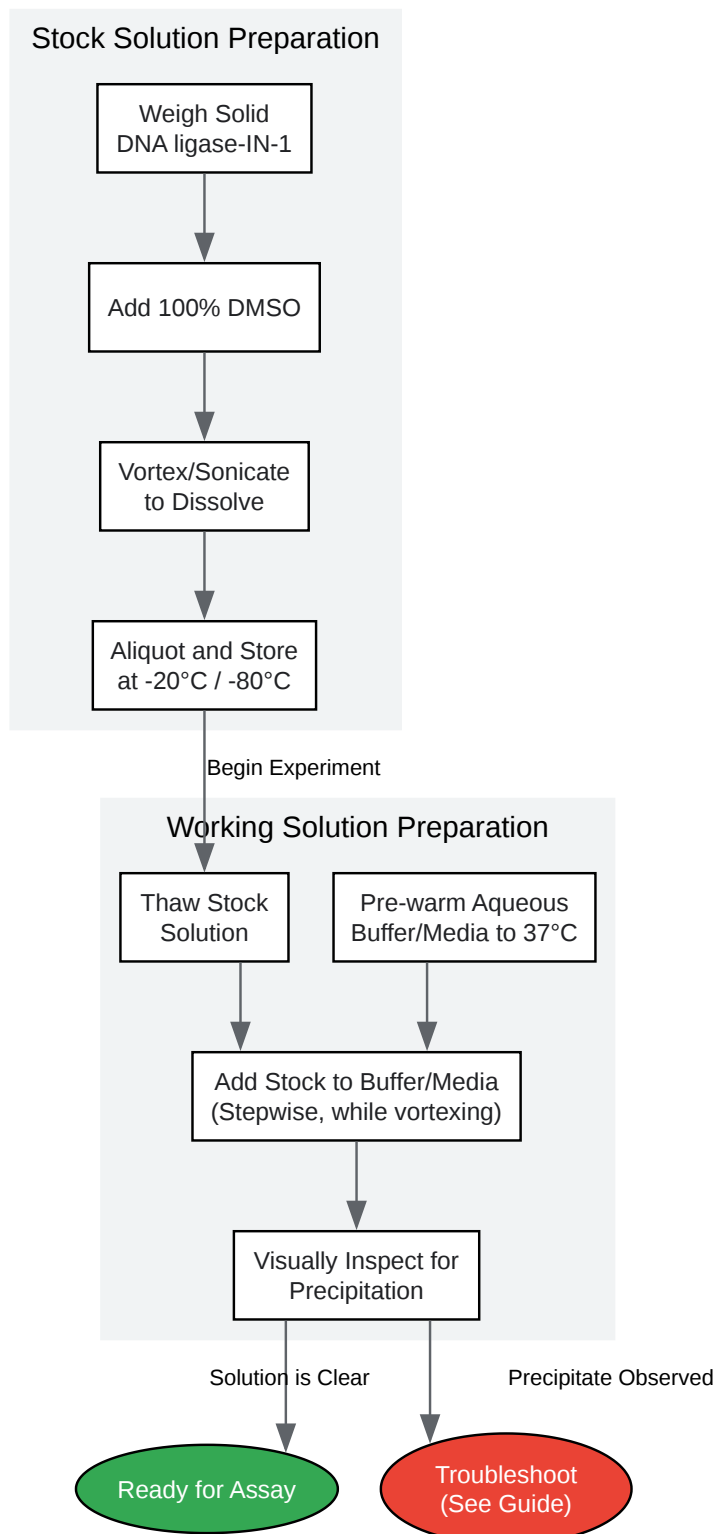 Stock Solution Preparation
Weigh Solid
DNA ligase-IN-1
Add 100% DMSO
Vortex/Sonicate
to Dissolve
Aliquot and Store
at -20°C / -80°C
Begin Experiment
Working Solution Preparation
Thaw Stock
Solution
Pre-warm Aqueous
Buffer/Media to 37°C
Add Stock to Buffer/Media
(Stepwise, while vortexing)
Visually Inspect for
Precipitation
Solution is Clear
Precipitate Observed
Ready for Assay
Troubleshoot
(See Guide)